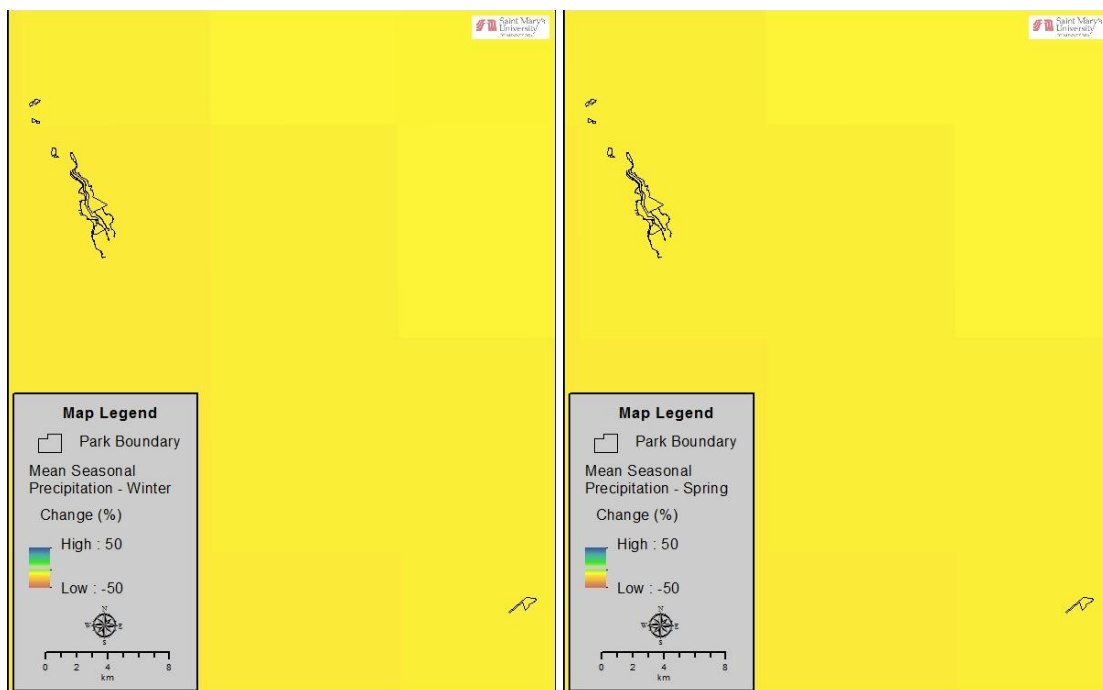 Saint Mary's
University
Map Legend
Park Boundary
Mean Seasonal
Precipitation - Winter
Change (%)
High : 50
Low : -50
N
W E
S
0 2 4 8
km
Saint Mary's
University
Map Legend
Park Boundary
Mean Seasonal
Precipitation - Spring
Change (%)
High : 50
Low : -50
N
W E
S
0 2 4 8
km